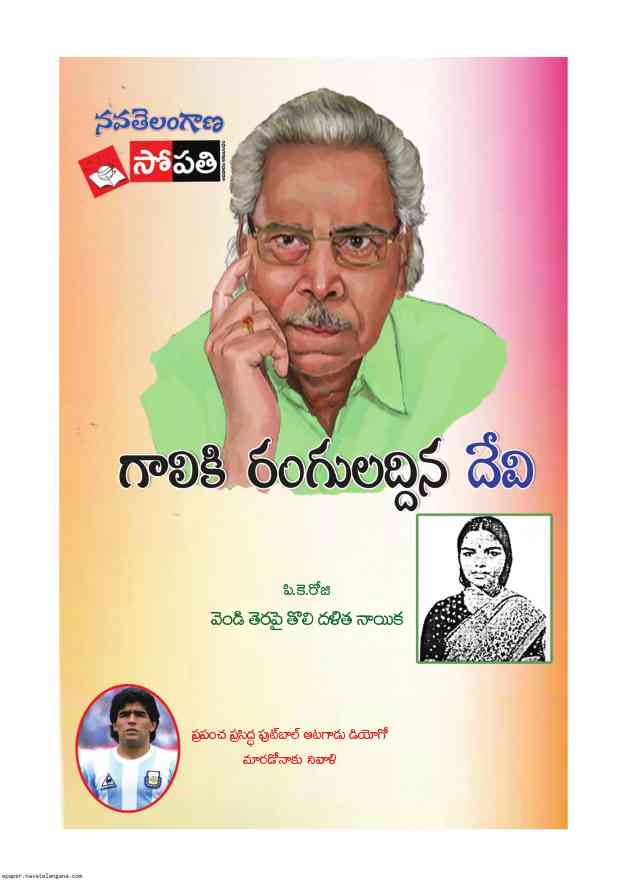 నవతెలంగాణ
సోపతి
గాలికి రంగులద్దిన దేవి
పి.కె.రోజి
వెండి తెరపై తొలి దళిత నాయిక
ప్రపంచ ప్రసిద్ధ ఫుట్‌బాల్ ఆటగాడు డియోగో
మారడోనాకు నివాళి
epaper.navatelangana.com